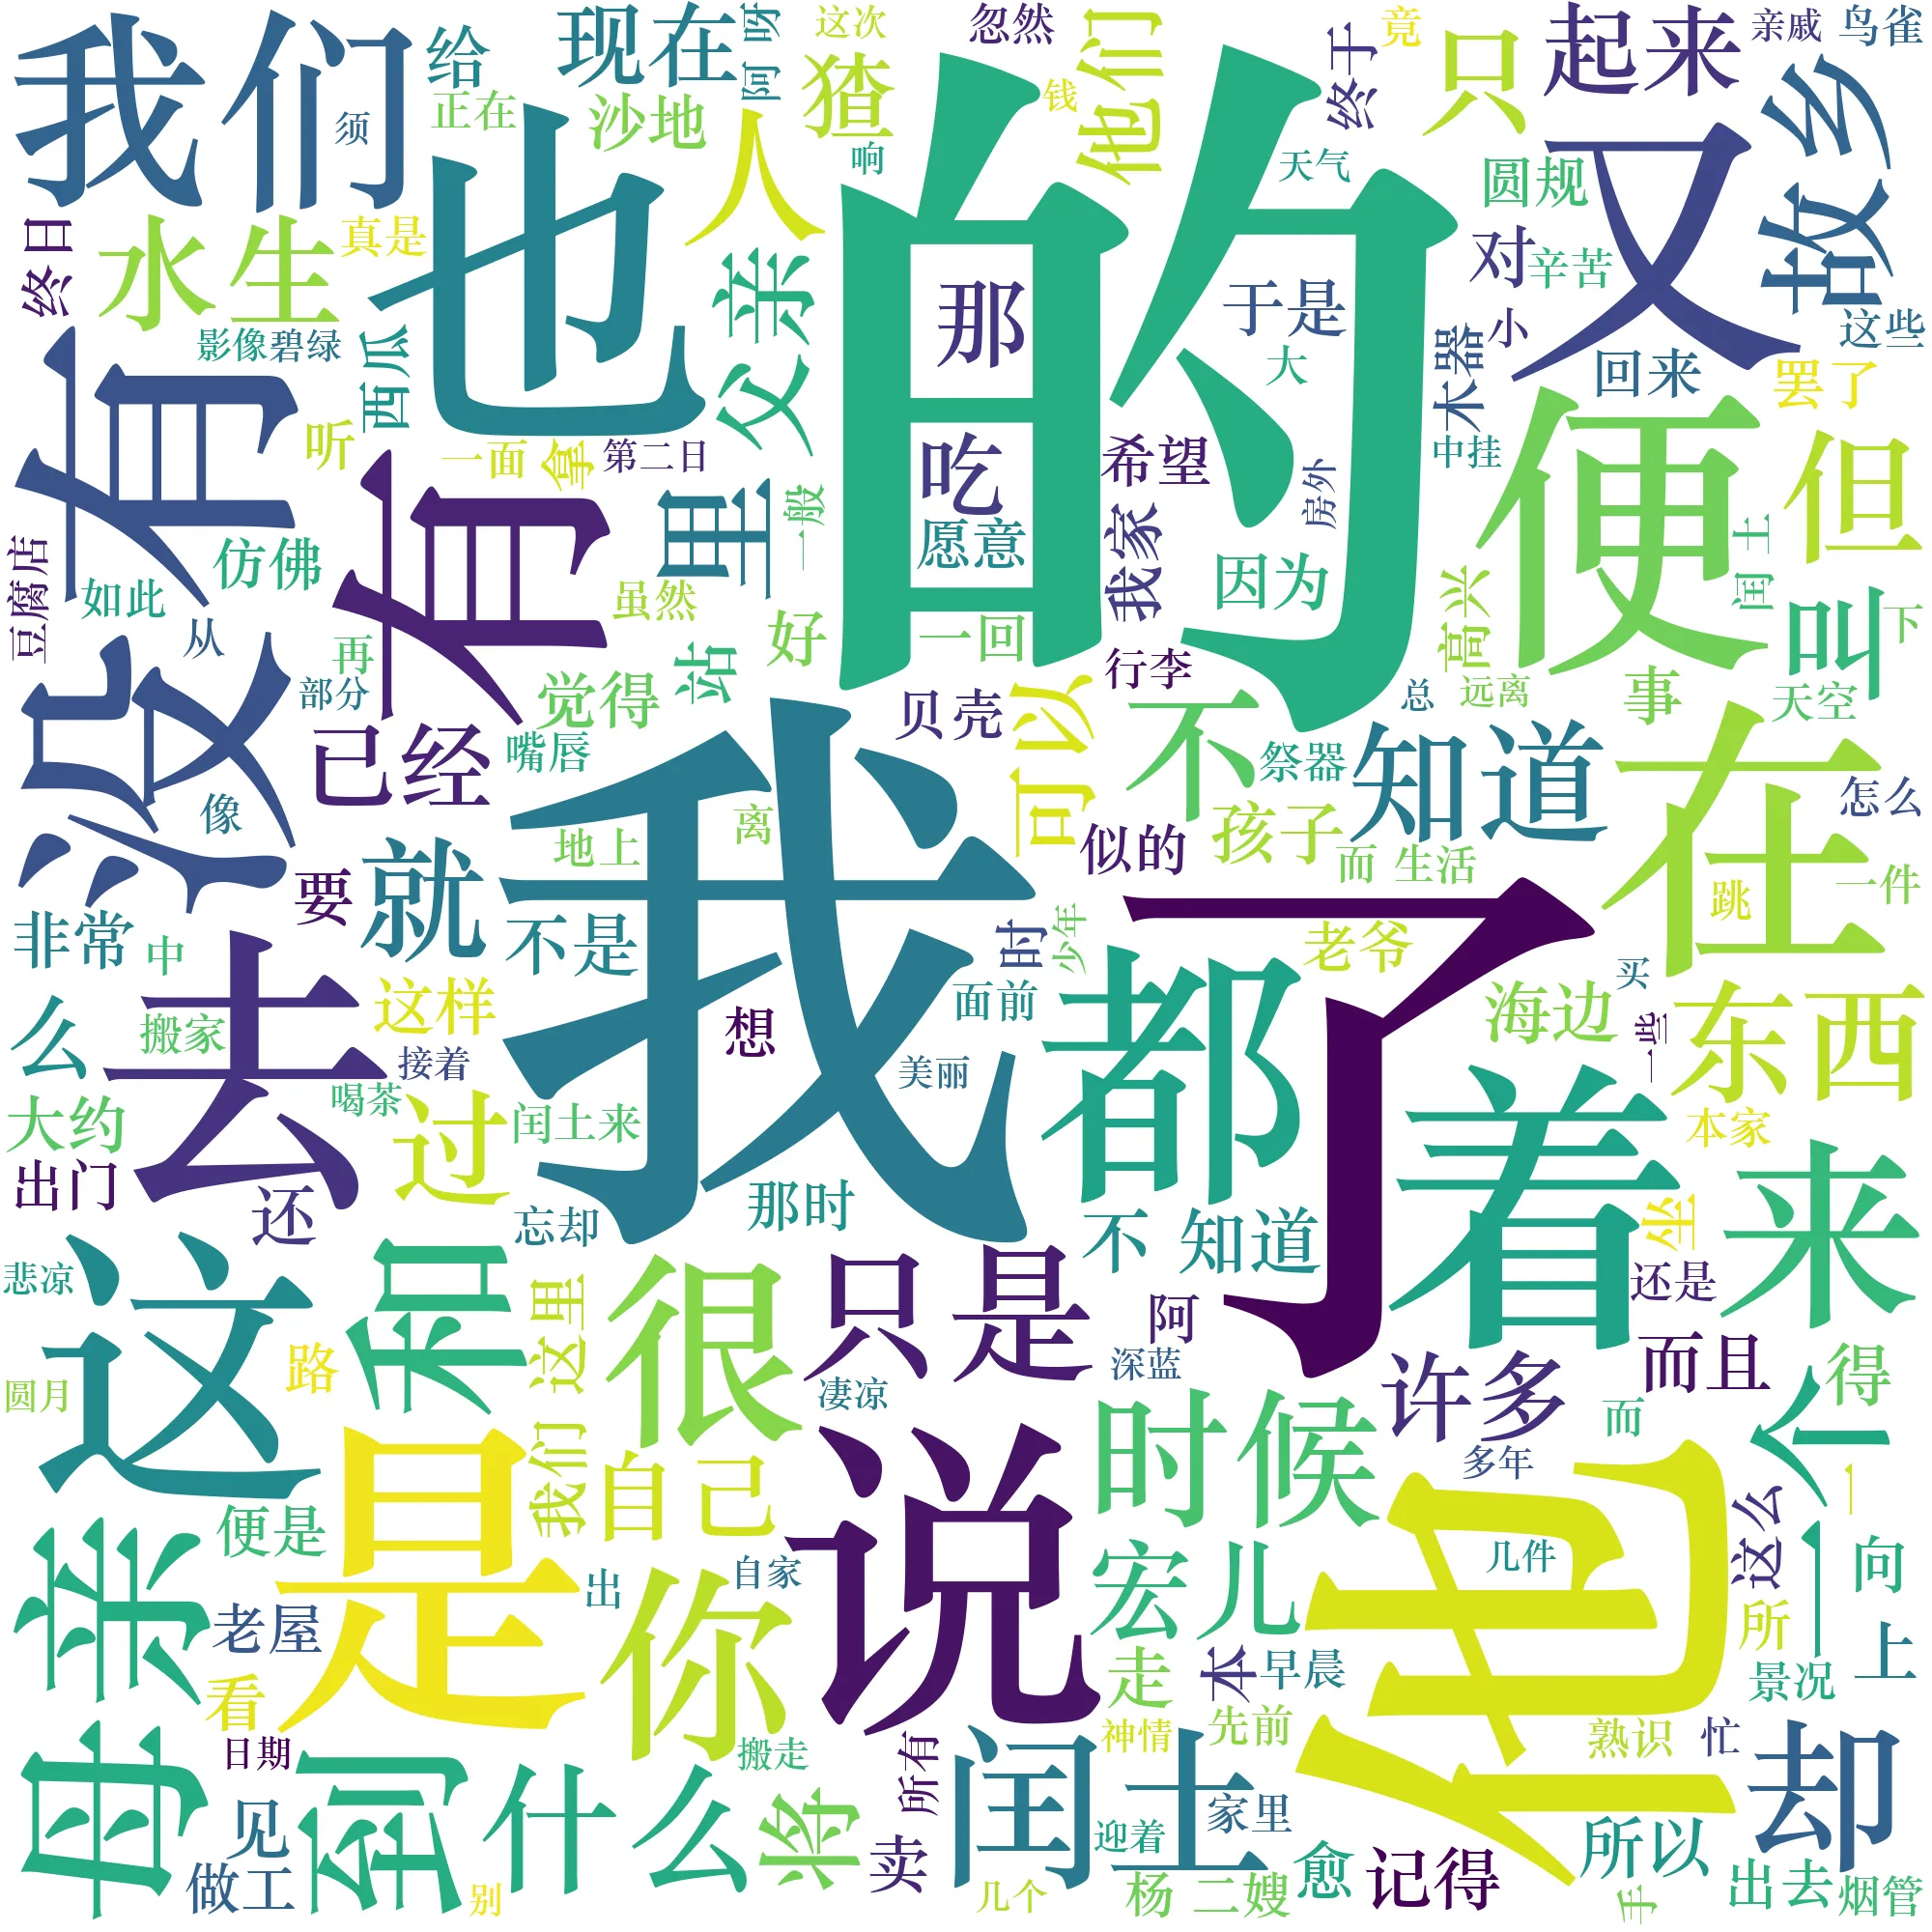 我们
给
现在
阿呀
这次
忽然
他们
终于
竟
只
起来
亲戚
鸟雀
须
正在
沙地
猹
钱
的
故乡
也
人
响
天气
圆规
又
终日
水生
真是
父亲
那
于是
对
辛苦
小
这些
影像
碧绿
西瓜
大
木器
回来
罢了
没有
听
一面
拿
第二日
吃
希望
房外
中挂
便
但
有
里
一般
愿意
我家
因为
闰土
豆腐店
仿佛
如此
虽然
高兴
叫
下
从
再
站
好
一回
行李
部分
觉得
贝壳
可以
不
总
远离
事
天空
已经
嘴唇
我
祭器
知道
在
怎么
像
地上
离
似的
孩子
而
生活
要
就
跳
一件
非常
中
不是
时
少年
了
老爷
买
去
么
搬家
这样
想
面前
都
海边
一些
东西
接着
美丽
大约
喝茶
过
闰土来
着
本家
来
出门
还
忘却
那时
不
知道
坐
还是
悲凉
这
和
这里
很
只是
阿
深蓝
而且
路
圆月
凄凉
许多
一个
得
我们
自己
说
时候
多年
而
一
母亲
便是
是
自家
宏儿
几件
这么
向
老屋
出
你
所
走
本
早晨
景况
上
看
神情
先前
到
熟识
忙
却
日期
搬走
所有
闰土
见
什么
将
卖
迎着
家里
所以
做工
别
几个
杨
二嫂
愈
记得
手
出去
烟管